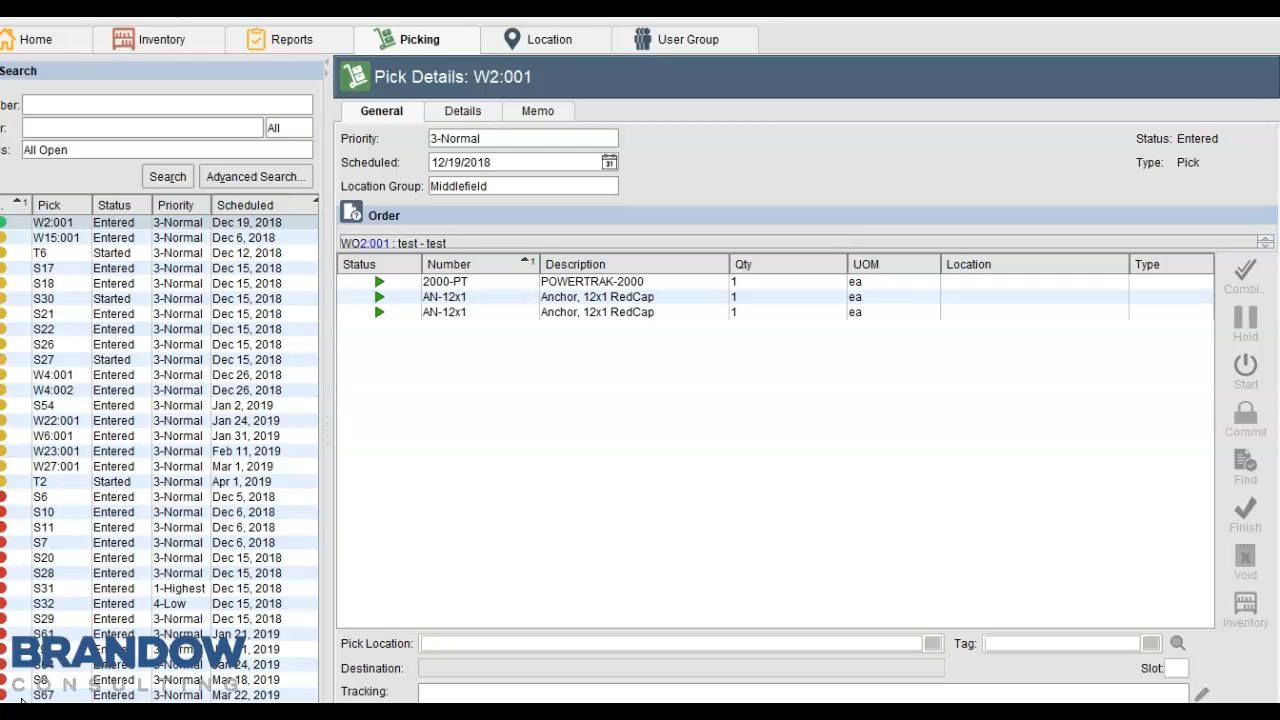 Home Inventory Reports Picking Location User Group
Search
ber:
r: All
s: All Open
Search Advanced Search...
.. 1 Pick Status Priority Scheduled
W2:001 Entered 3-Normal Dec 19, 2018
W15:001 Entered 3-Normal Dec 6, 2018
T6 Started 3-Normal Dec 12, 2018
S17 Entered 3-Normal Dec 15, 2018
S18 Entered 3-Normal Dec 15, 2018
S30 Started 3-Normal Dec 15, 2018
S21 Entered 3-Normal Dec 15, 2018
S22 Entered 3-Normal Dec 15, 2018
S26 Entered 3-Normal Dec 15, 2018
S27 Started 3-Normal Dec 15, 2018
W4:001 Entered 3-Normal Dec 26, 2018
W4:002 Entered 3-Normal Dec 26, 2018
S54 Entered 3-Normal Jan 2, 2019
W22:001 Entered 3-Normal Jan 24, 2019
W6:001 Entered 3-Normal Jan 31, 2019
W23:001 Entered 3-Normal Feb 11, 2019
W27:001 Entered 3-Normal Mar 1, 2019
T2 Started 3-Normal Apr 1, 2019
S6 Entered 3-Normal Dec 5, 2018
S10 Entered 3-Normal Dec 6, 2018
S11 Entered 3-Normal Dec 6, 2018
S7 Entered 3-Normal Dec 6, 2018
S20 Entered 3-Normal Dec 15, 2018
S28 Entered 3-Normal Dec 15, 2018
S31 Entered 1-Highest Dec 15, 2018
S32 Entered 4-Low Dec 15, 2018
S29 Entered 3-Normal Dec 15, 2018
S61 Entered 3-Normal Jan 21, 2019
S8 Entered 3-Normal Mar 18, 2019
S67 Entered 3-Normal Mar 22, 2019
BRANDOW
CONSULTING
Pick Details: W2:001
General Details Memo
Priority: 3-Normal
Scheduled: 12/19/2018
Location Group: Middlefield
Status: Entered
Type: Pick
Order
WO2:001 : test - test
Status Number 1 Description Qty UOM Location Type
2000-PT POWERTRAK-2000 1 ea
AN-12x1 Anchor, 12x1 RedCap 1 ea
AN-12x1 Anchor, 12x1 RedCap 1 ea
Combi...
Hold
Start
Commit
Find
Finish
Void
Inventory
Pick Location: Tag:
Destination: Slot:
Tracking: